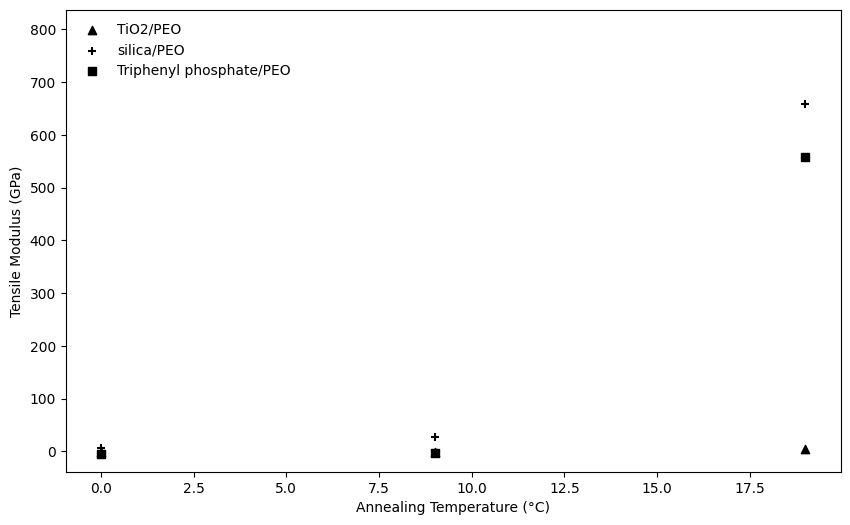 TiO2/PEO
silica/PEO
Triphenyl phosphate/PEO
800
700
600
500
400
300
200
100
0
Tensile Modulus (GPa)
0.0 2.5 5.0 7.5 10.0 12.5 15.0 17.5
Annealing Temperature (°C)